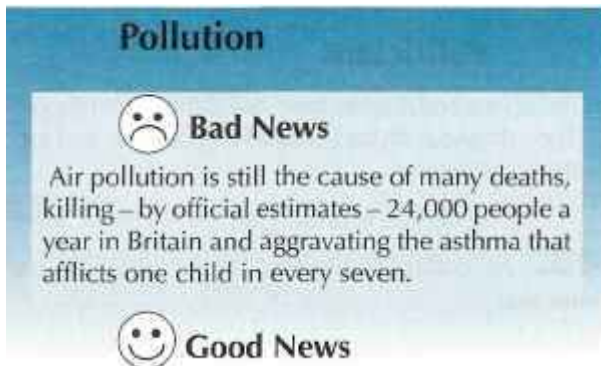 Pollution
Bad News
Air pollution is still the cause of many deaths,
killing – by official estimates – 24,000 people a
year in Britain and aggravating the asthma that
afflicts one child in every seven.
Good News